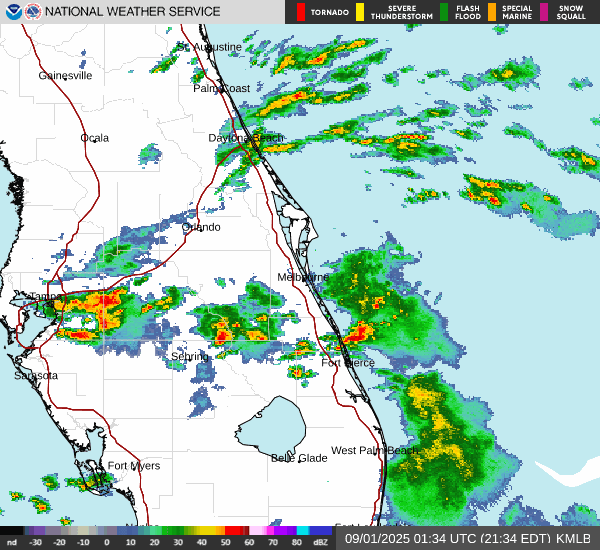 NATIONAL WEATHER SERVICE
TORNADO
SEVERE THUNDERSTORM
FLASH FLOOD
SPECIAL MARINE
SNOW SQUALL
St. Augustine
Gainesville
Palm Coast
Ocala
Daytona Beach
Orlando
Melbourne
Tampa
Sebring
Fort Pierce
Sarasota
West Palm Beach
Belle Glade
Fort Myers
nd -30 -20 -10 0 10 20 30 40 50 60 70 80 dBZ
09/01/2025 01:34 UTC (21:34 EDT) KMLB